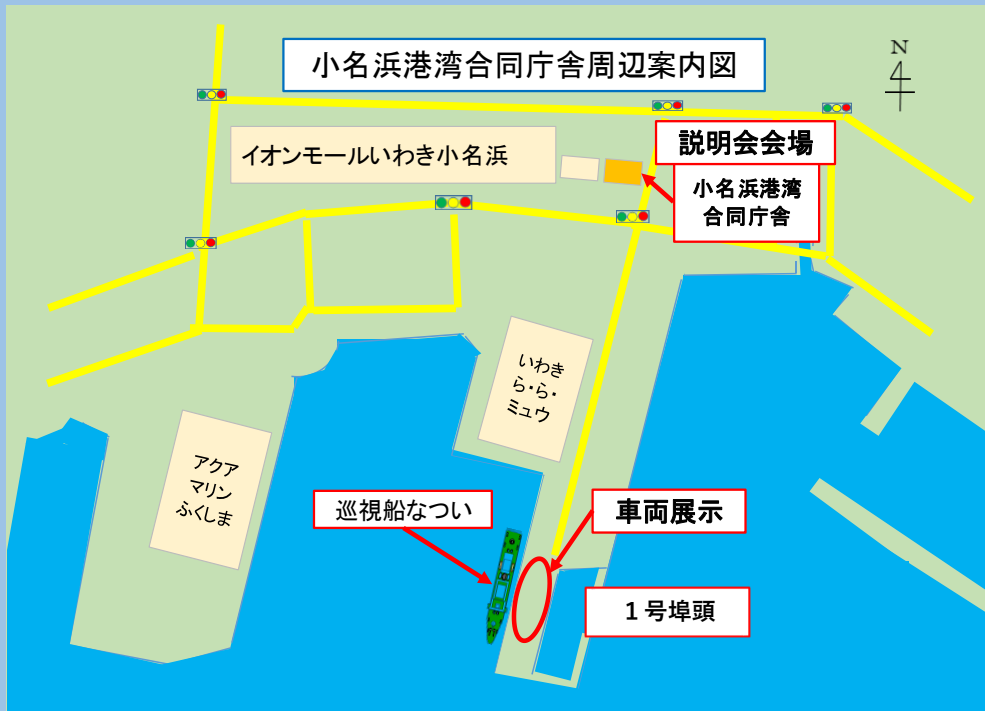 小名浜港湾合同庁舎周辺案内図
N
説明会会場
イオンモールいわき小名浜
小名浜港湾
合同庁舎
いわき
ら・ら・
ミュウ
アクア
マリン
ふくしま
巡視船なつい
車両展示
1号埠頭